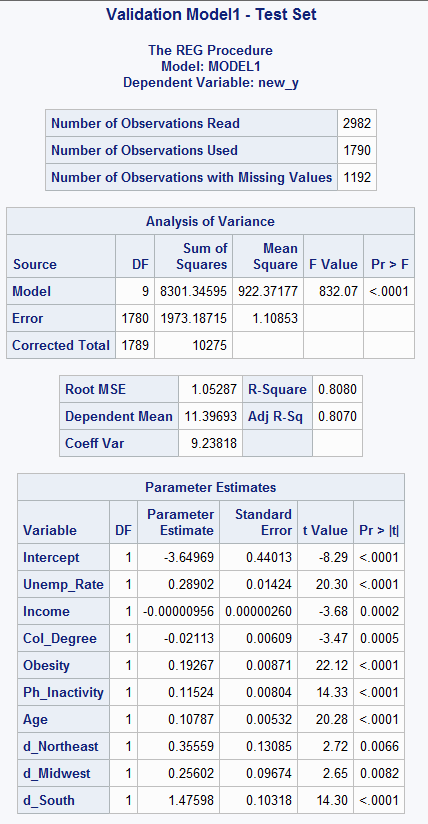 Validation Model1 - Test Set
The REG Procedure
Model: MODEL1
Dependent Variable: new_y
Number of Observations Read 2982
Number of Observations Used 1790
Number of Observations with Missing Values 1192
Analysis of Variance
Source DF Sum of Squares Mean Square F Value Pr > F
Model 9 8301.34595 922.37177 832.07 <.0001
Error 1780 1973.18715 1.10853
Corrected Total 1789 10275
Root MSE 1.05287 R-Square 0.8080
Dependent Mean 11.39693 Adj R-Sq 0.8070
Coeff Var 9.23818
Parameter Estimates
Variable DF Parameter Estimate Standard Error t Value Pr > |t|
Intercept 1 -3.64969 0.44013 -8.29 <.0001
Unemp_Rate 1 0.28902 0.01424 20.30 <.0001
Income 1 -0.00000956 0.00000260 -3.68 0.0002
Col_Degree 1 -0.02113 0.00609 -3.47 0.0005
Obesity 1 0.19267 0.00871 22.12 <.0001
Ph_Inactivity 1 0.11524 0.00804 14.33 <.0001
Age 1 0.10787 0.00532 20.28 <.0001
d_Northeast 1 0.35559 0.13085 2.72 0.0066
d_Midwest 1 0.25602 0.09674 2.65 0.0082
d_South 1 1.47598 0.10318 14.30 <.0001